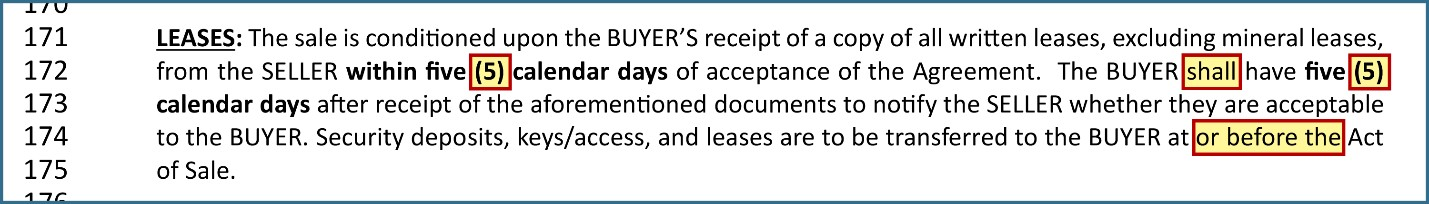 170
171 LEASES: The sale is conditioned upon the BUYER’S receipt of a copy of all written leases, excluding mineral leases,
172 from the SELLER within five (5) calendar days of acceptance of the Agreement. The BUYER shall have five (5)
173 calendar days after receipt of the aforementioned documents to notify the SELLER whether they are acceptable
174 to the BUYER. Security deposits, keys/access, and leases are to be transferred to the BUYER at or before the Act
175 of Sale.
176